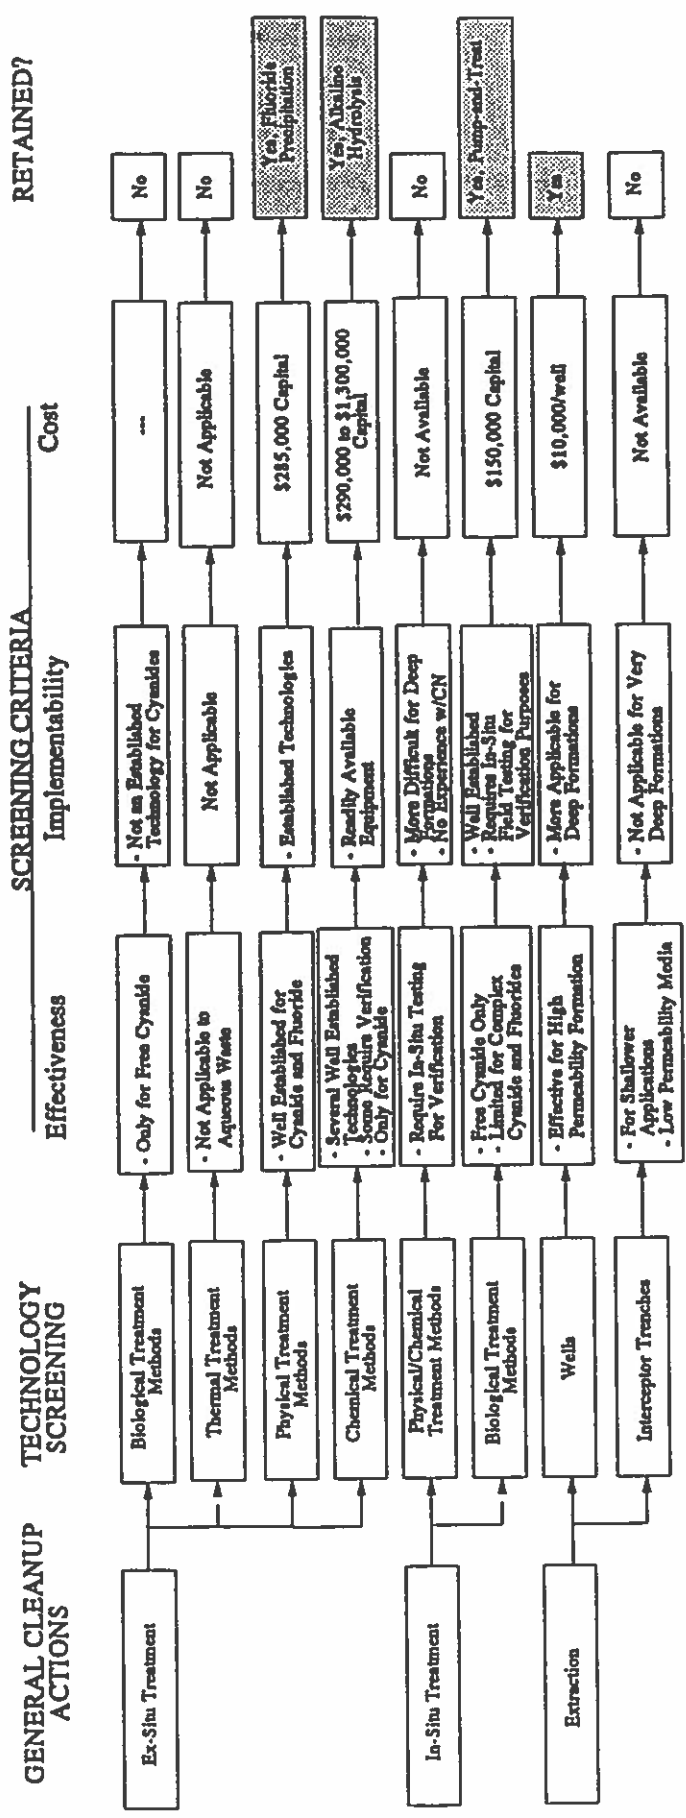 GENERAL CLEANUP
ACTIONS
TECHNOLOGY
SCREENING
SCREENING CRITERIA
Effectiveness
Implementability
Cost
RETAINED?
Ex-Situ Treatment
Biological Treatment
Methods
· Only for Free Cyanide
· Not an Established
Technology for Cyanides
---
No
Thermal Treatment
Methods
· Not Applicable to
Aqueous Waste
· Not Applicable
Not Applicable
No
Physical Treatment
Methods
· Well Established for
Cyanide and Fluoride
· Established Technologies
$285,000 Capital
Yes, Fluoride
Precipitation
Chemical Treatment
Methods
· Several Well Established
Technologies
· Some Require Verification
· Only for Cyanide
· Readily Available
Equipment
$290,000 to $1,300,000
Capital
Yes, Alkaline
Hydrolysis
In-Situ Treatment
Physical/Chemical
Treatment Methods
· Require In-Situ Testing
For Verification
· More Difficult for Deep
Formations
· No Experience w/CN
Not Available
No
Biological Treatment
Methods
· Free Cyanide Only
· Limited for Complex
Cyanide and Fluorides
· Well Established
· Requires In-Situ
Field Testing for
Verification Purposes
$150,000 Capital
Yes, Pump-and-Treat
Extraction
Wells
· Effective for High
Permeability Formation
· More Applicable for
Deep Formations
$10,000/well
Yes
Interceptor Trenches
· For Shallower
Applications
· Low Permeability Media
· Not Applicable for Very
Deep Formations
Not Available
No